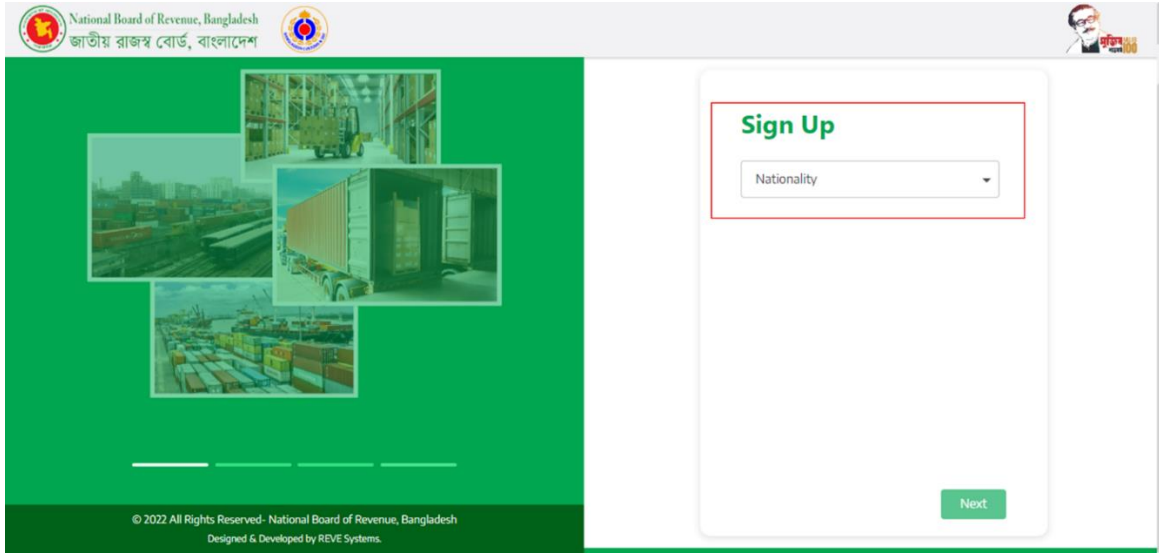 National Board of Revenue, Bangladesh
জাতীয় রাজস্ব বোর্ড, বাংলাদেশ
মুজিব
100
Sign Up
Nationality
Next
© 2022 All Rights Reserved- National Board of Revenue, Bangladesh
Designed & Developed by REVE Systems.